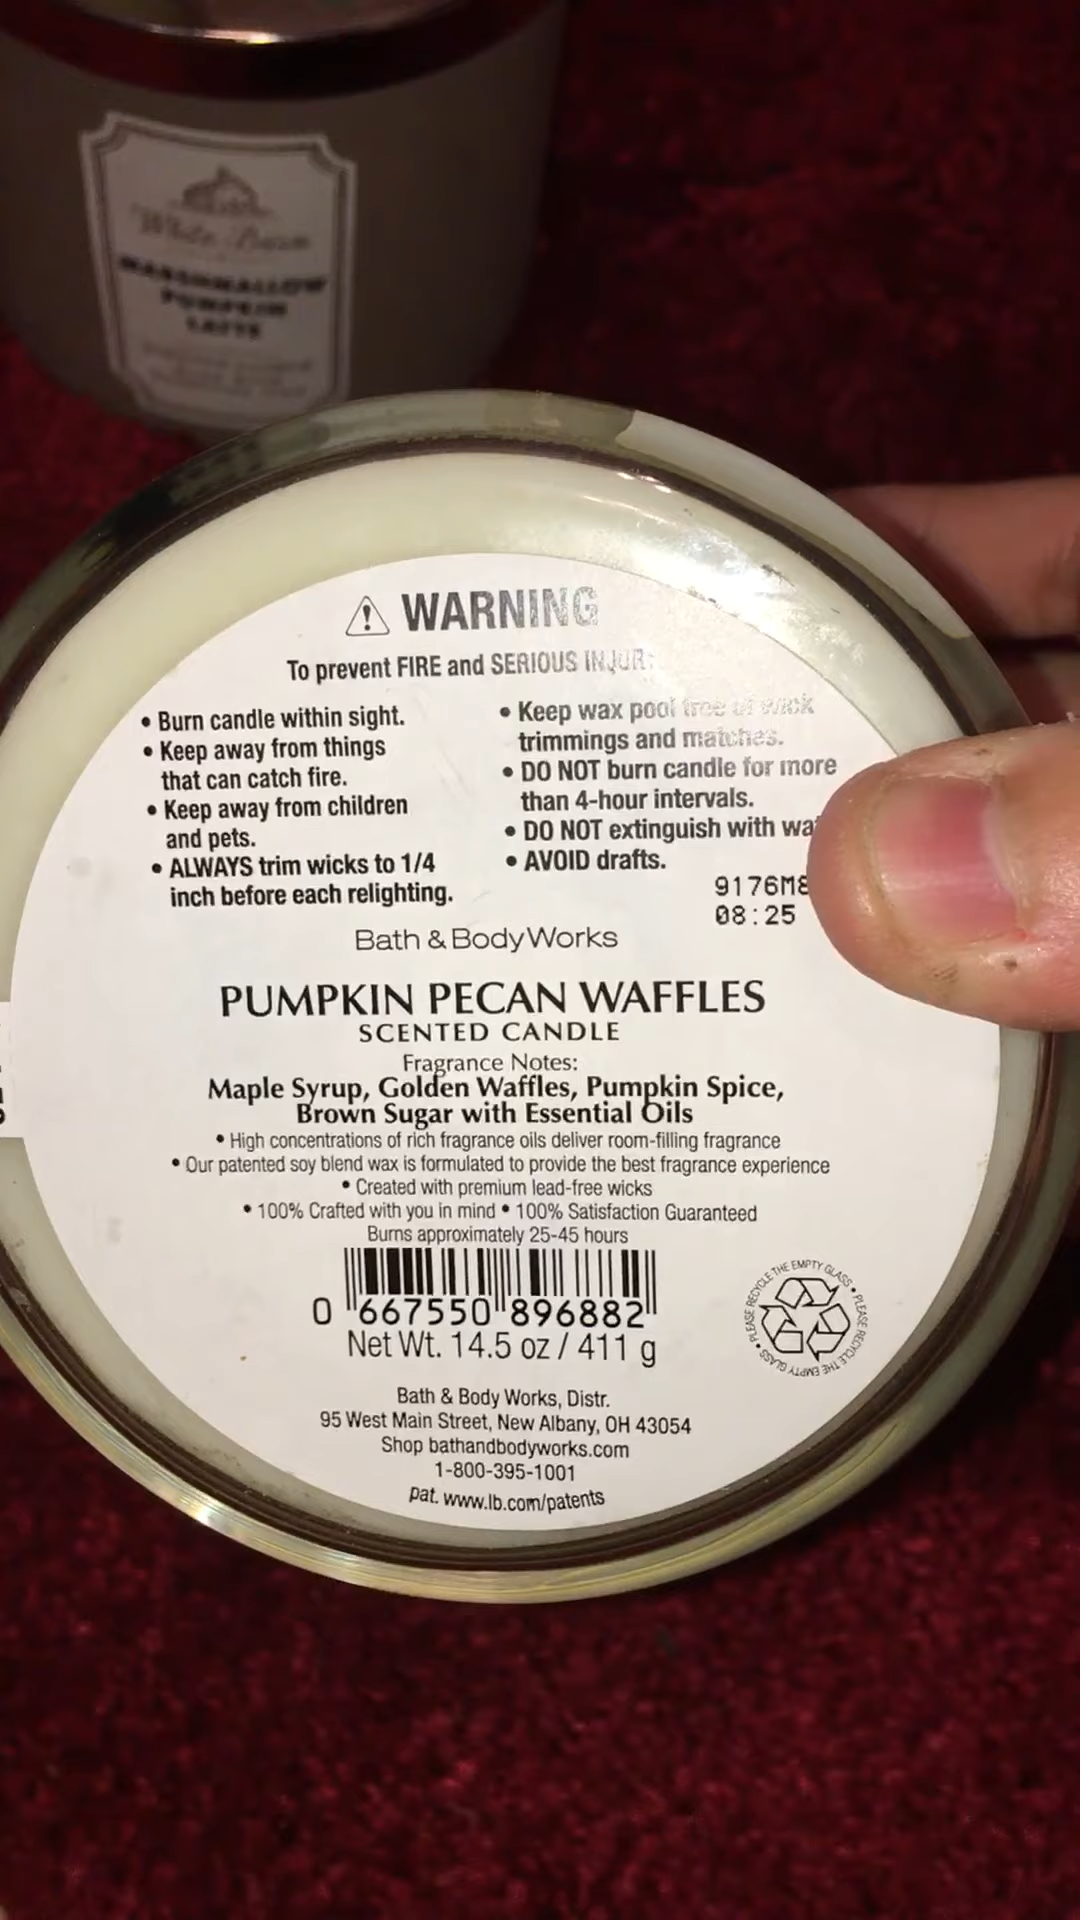 White Barn
MARSHMALLOW
PUMPKIN
LATTE
WARNING
To prevent FIRE and SERIOUS INJUR
• Burn candle within sight.
• Keep away from things
that can catch fire.
• Keep away from children
and pets.
• ALWAYS trim wicks to 1/4
inch before each relighting.
• Keep wax pool free of wick
trimmings and matches.
• DO NOT burn candle for more
than 4-hour intervals.
• DO NOT extinguish with wa
• AVOID drafts.
9176M8
08:25
Bath & Body Works
PUMPKIN PECAN WAFFLES
SCENTED CANDLE
Fragrance Notes:
Maple Syrup, Golden Waffles, Pumpkin Spice,
Brown Sugar with Essential Oils
• High concentrations of rich fragrance oils deliver room-filling fragrance
• Our patented soy blend wax is formulated to provide the best fragrance experience
• Created with premium lead-free wicks
• 100% Crafted with you in mind • 100% Satisfaction Guaranteed
Burns approximately 25-45 hours
0 667550 896882
Net Wt. 14.5 oz / 411 g
PLEASE RECYCLE THE EMPTY GLASS • PLEASE RECYCLE THE EMPTY GLASS •
Bath & Body Works, Distr.
95 West Main Street, New Albany, OH 43054
Shop bathandbodyworks.com
1-800-395-1001
pat. www.lb.com/patents